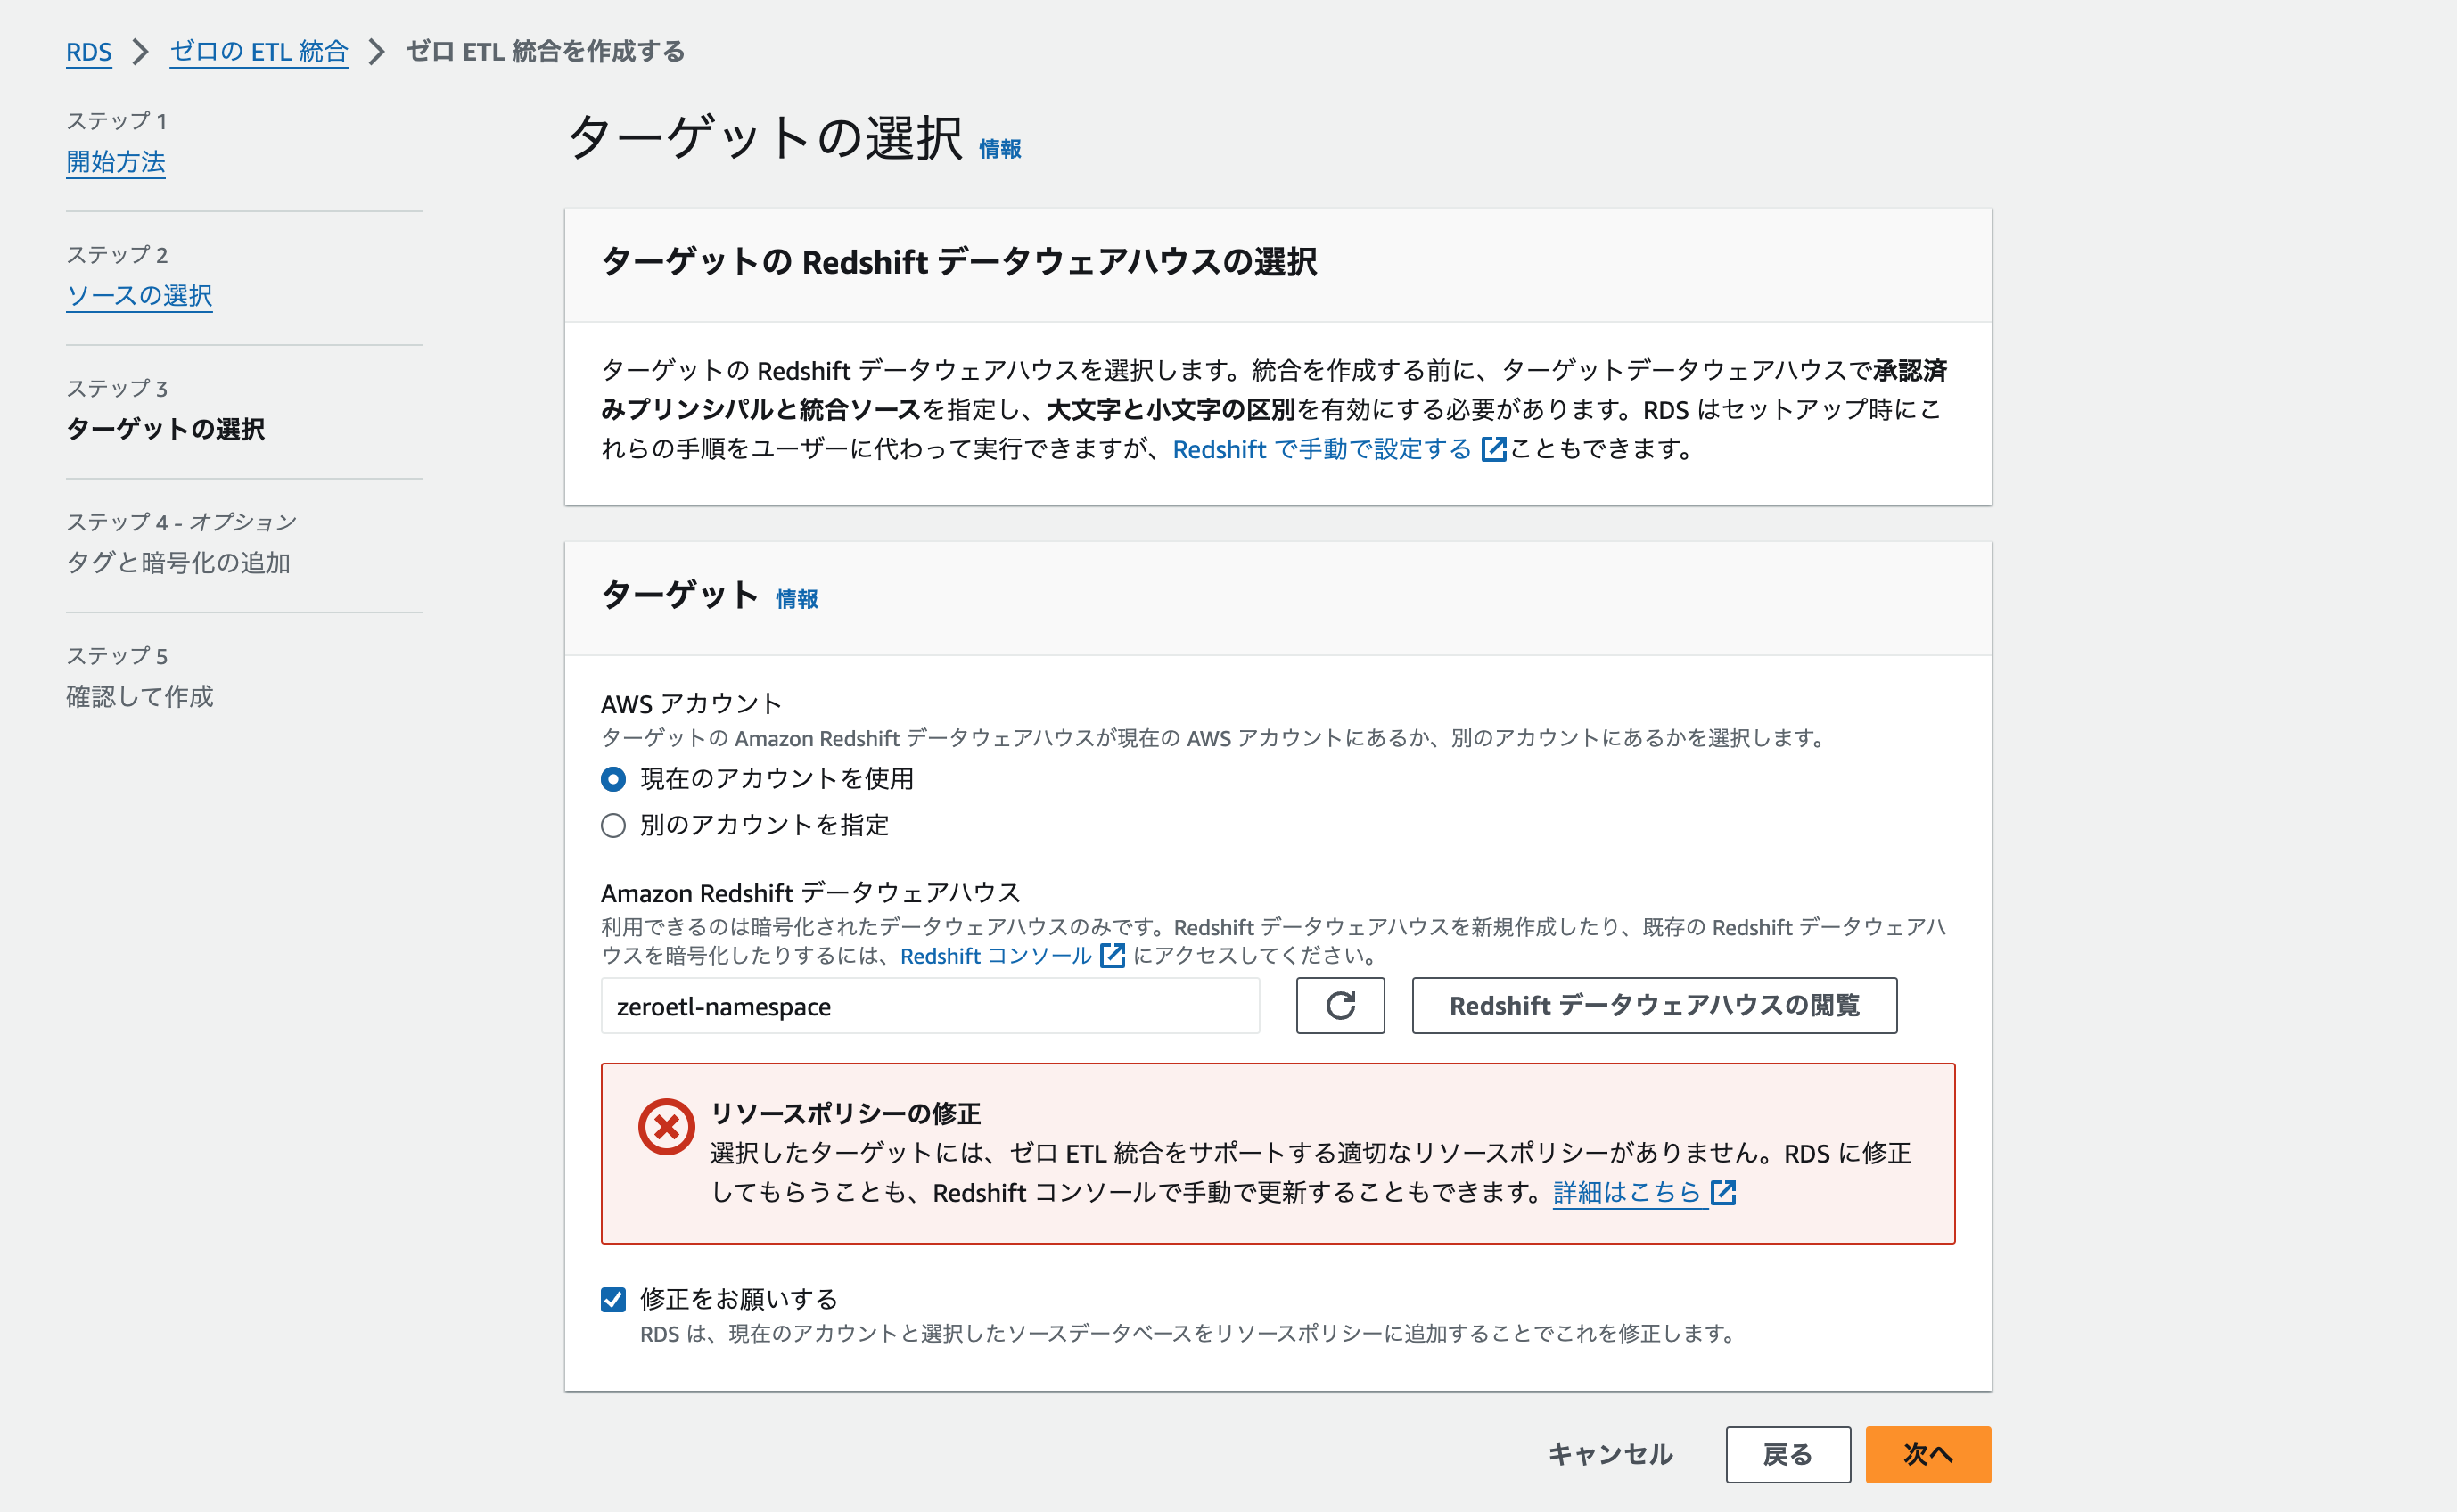 RDS > ゼロの ETL 統合 > ゼロ ETL 統合を作成する
ステップ 1
開始方法
ステップ 2
ソースの選択
ステップ 3
ターゲットの選択
ステップ 4 - オプション
タグと暗号化の追加
ステップ 5
確認して作成
ターゲットの選択 情報
ターゲットの Redshift データウェアハウスの選択
ターゲットの Redshift データウェアハウスを選択します。統合を作成する前に、ターゲットデータウェアハウスで承認済
みプリンシパルと統合ソースを指定し、大文字と小文字の区別を有効にする必要があります。RDS はセットアップ時にこ
れらの手順をユーザーに代わって実行できますが、Redshift で手動で設定する こともできます。
ターゲット 情報
AWS アカウント
ターゲットの Amazon Redshift データウェアハウスが現在の AWS アカウントにあるか、別のアカウントにあるかを選択します。
現在のアカウントを使用
別のアカウントを指定
Amazon Redshift データウェアハウス
利用できるのは暗号化されたデータウェアハウスのみです。Redshift データウェアハウスを新規作成したり、既存の Redshift データウェアハ
ウスを暗号化したりするには、Redshift コンソール にアクセスしてください。
zeroetl-namespace
Redshift データウェアハウスの閲覧
リソースポリシーの修正
選択したターゲットには、ゼロ ETL 統合をサポートする適切なリソースポリシーがありません。RDS に修正
してもらうことも、Redshift コンソールで手動で更新することもできます。詳細はこちら
修正をお願いする
RDS は、現在のアカウントと選択したソースデータベースをリソースポリシーに追加することでこれを修正します。
キャンセル
戻る
次へ